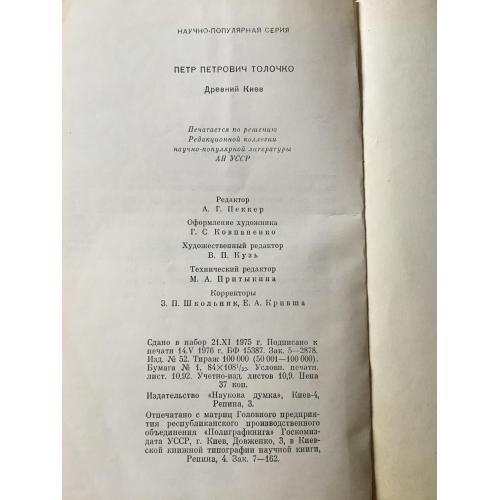 НАУЧНО-ПОПУЛЯРНАЯ СЕРИЯ
ПЕТР ПЕТРОВИЧ ТОЛОЧКО
Древний Киев
Печатается по решению
Редакционной коллегии
научно-популярной литературы
АН УССР
Редактор
А. Г. Пеккер
Оформление художника
Г. С. Ковпаненко
Художественный редактор
В. П. Кузь
Технический редактор
М. А. Притыкина
Корректоры
З. П. Школьник, Е. А. Кривша
Сдано в набор 21.XI 1975 г. Подписано к
печати 14.V 1976 г. БФ 15387. Зак. 5—2878.
Изд. № 52. Тираж 100 000 (50 001—100 000).
Бумага № 1, 84×108¹/₃₂. Условн. печатн.
лист. 10,92. Учетно-изд. листов 10,9. Цена
37 коп.
Издательство «Наукова думка», Киев-4,
Репина, 3.
Отпечатано с матриц Головного предприя-
тия республиканского производственного
объединения «Полиграфкнига» Госкомиз-
дата УССР, г. Киев, Довженко, 3, в Киев-
ской книжной типографии научной книги,
Репина, 4. Зак. 7—162.